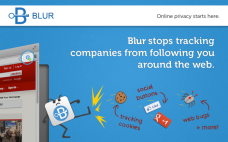 BLUR
Online privacy starts here.
Blur stops tracking
companies from following you
around the web.
social
buttons
tracking
cookies
web bugs
+ more!